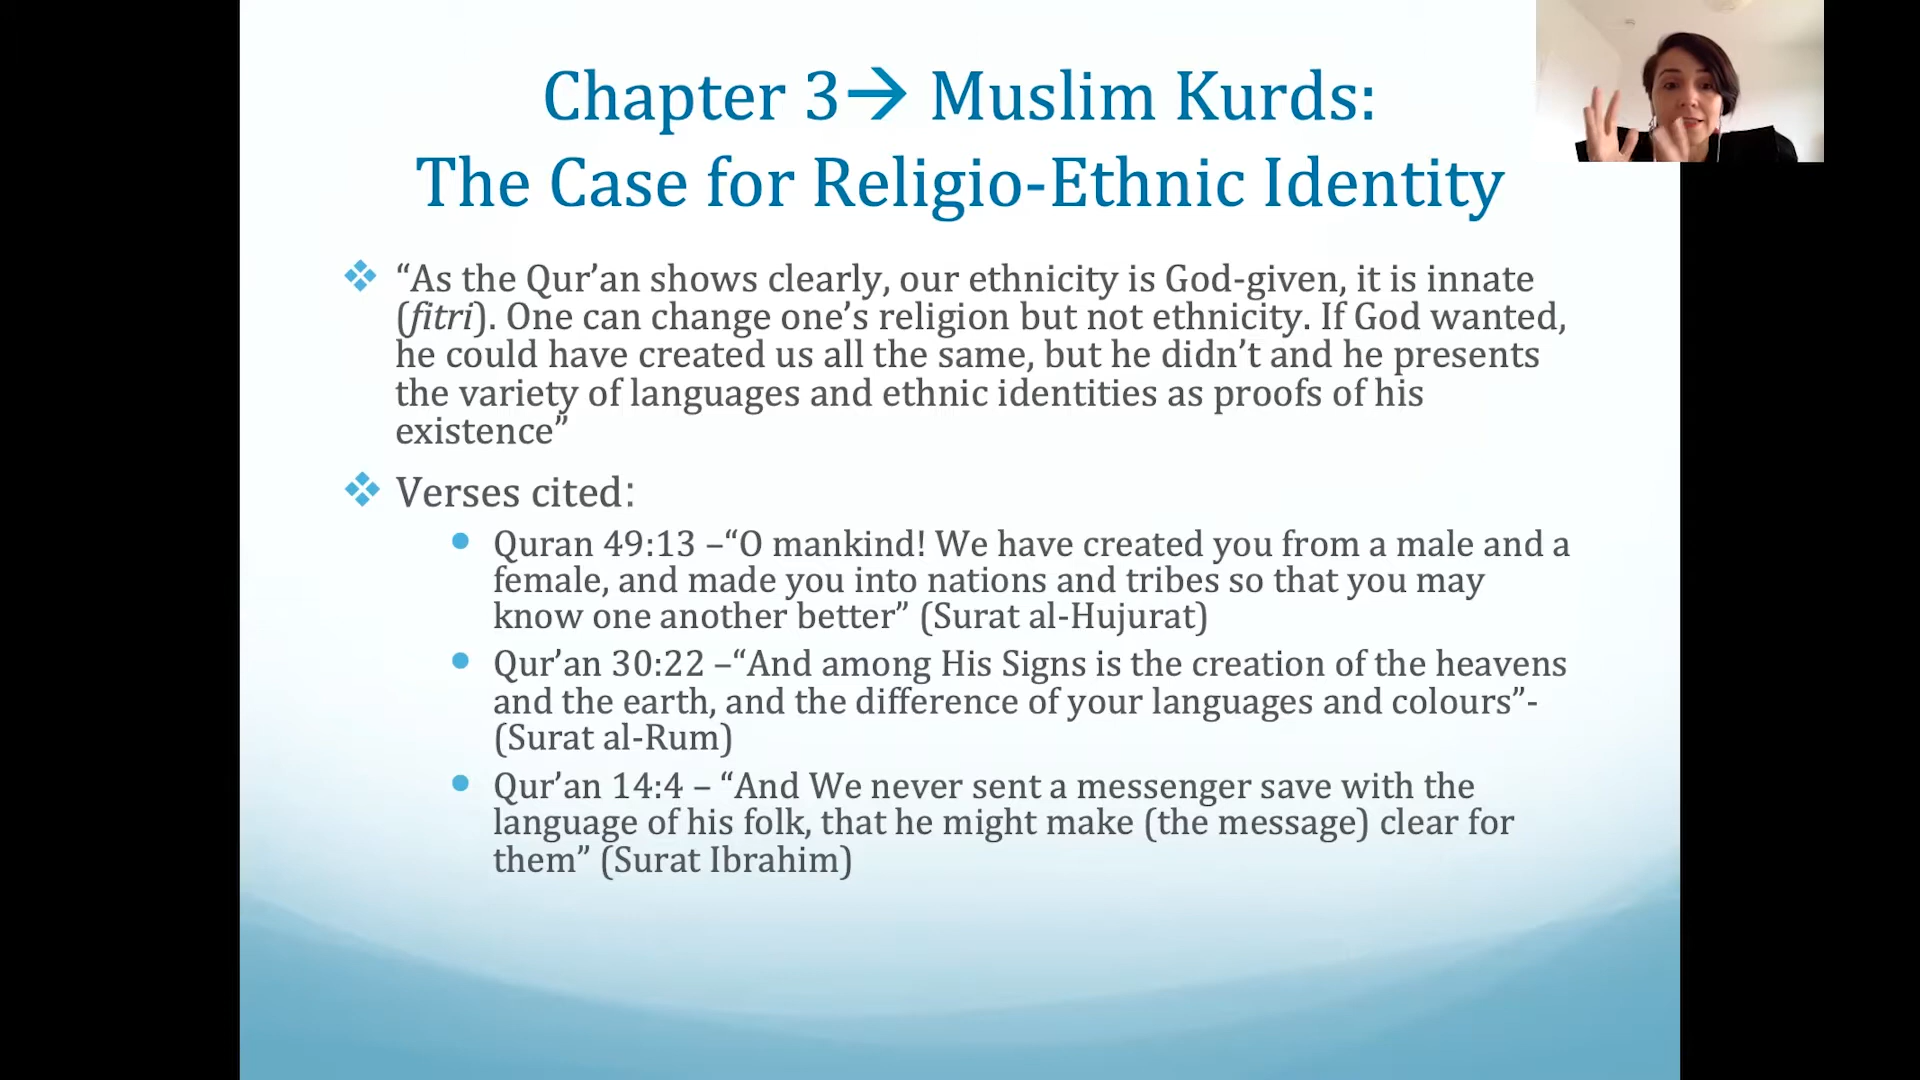 Chapter 3→ Muslim Kurds:
The Case for Religio-Ethnic Identity
“As the Qur’an shows clearly, our ethnicity is God-given, it is innate
(fitri). One can change one’s religion but not ethnicity. If God wanted,
he could have created us all the same, but he didn’t and he presents
the variety of languages and ethnic identities as proofs of his
existence”
Verses cited:
Quran 49:13 –“O mankind! We have created you from a male and a
female, and made you into nations and tribes so that you may
know one another better” (Surat al-Hujurat)
Qur’an 30:22 –“And among His Signs is the creation of the heavens
and the earth, and the difference of your languages and colours”-
(Surat al-Rum)
Qur’an 14:4 – “And We never sent a messenger save with the
language of his folk, that he might make (the message) clear for
them” (Surat Ibrahim)